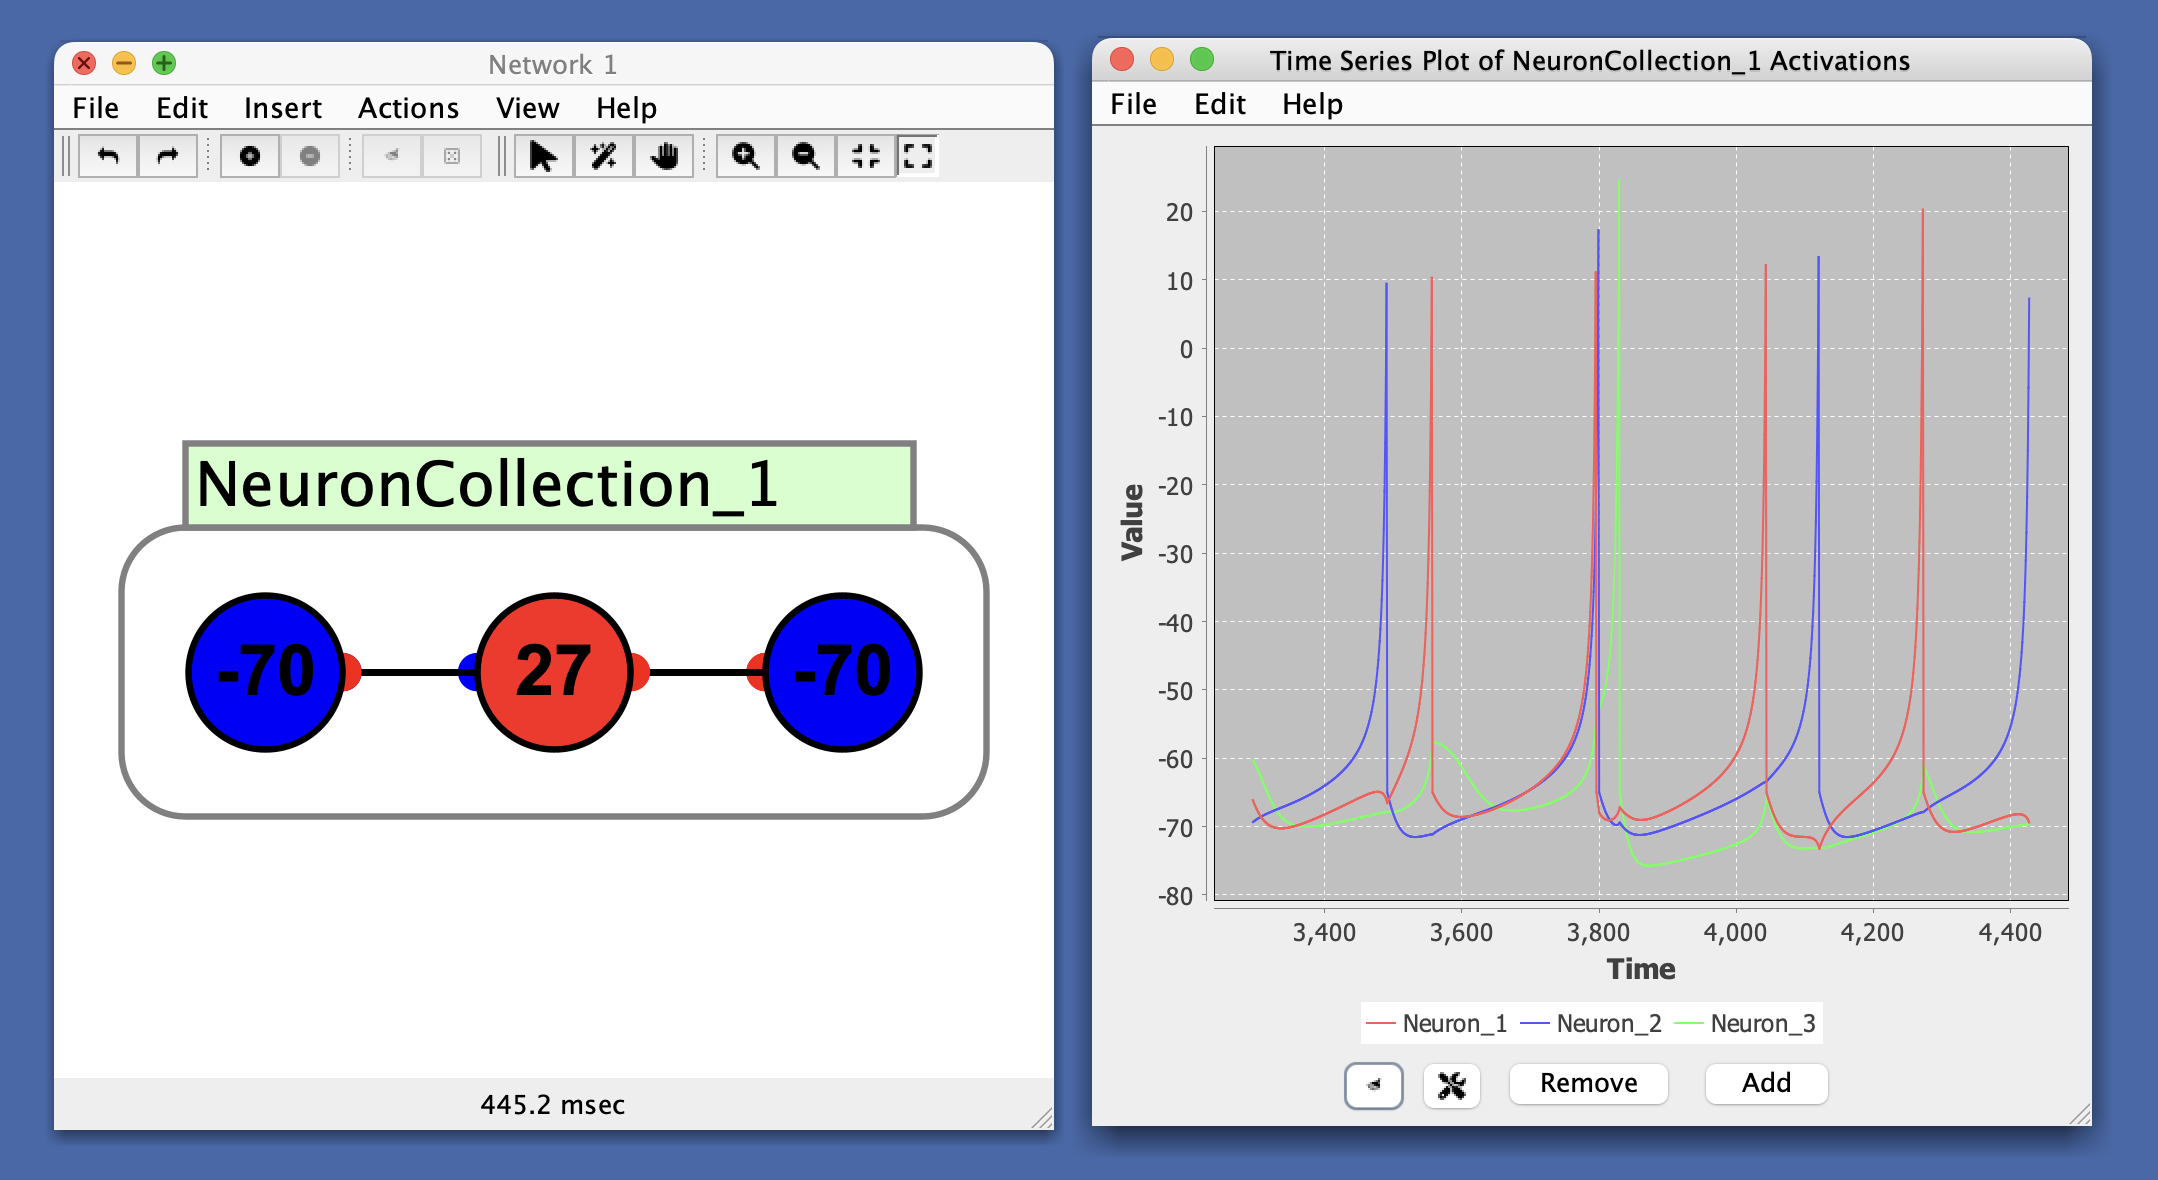 Network 1
File Edit Insert Actions View Help
NeuronCollection_1
-70 27 -70
445.2 msec
Time Series Plot of NeuronCollection_1 Activations
File Edit Help
Value
20
10
0
-10
-20
-30
-40
-50
-60
-70
-80
3,400 3,600 3,800 4,000 4,200 4,400
Time
Neuron_1 Neuron_2 Neuron_3
Remove Add